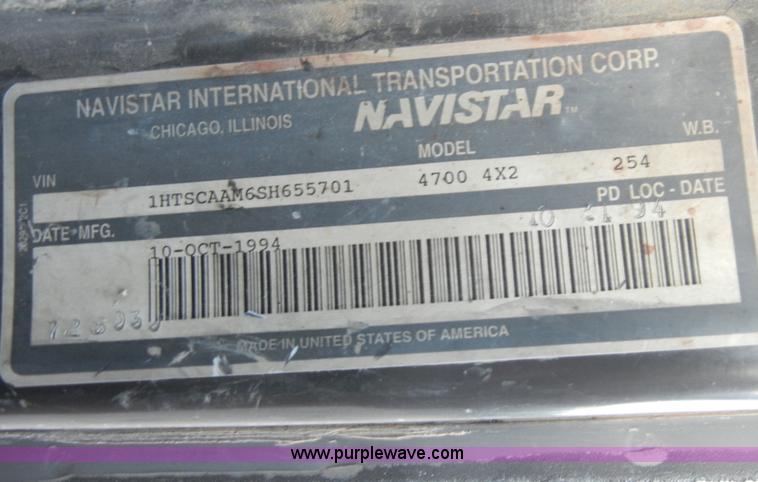 NAVISTAR INTERNATIONAL TRANSPORTATION CORP.
CHICAGO, ILLINOIS NAVISTAR™
VIN MODEL W.B.
1HTSCAAM6SH655701 4700 4X2 254
DATE MFG. PD LOC - DATE
10-OCT-1994
MADE IN UNITED STATES OF AMERICA
www.purplewave.com